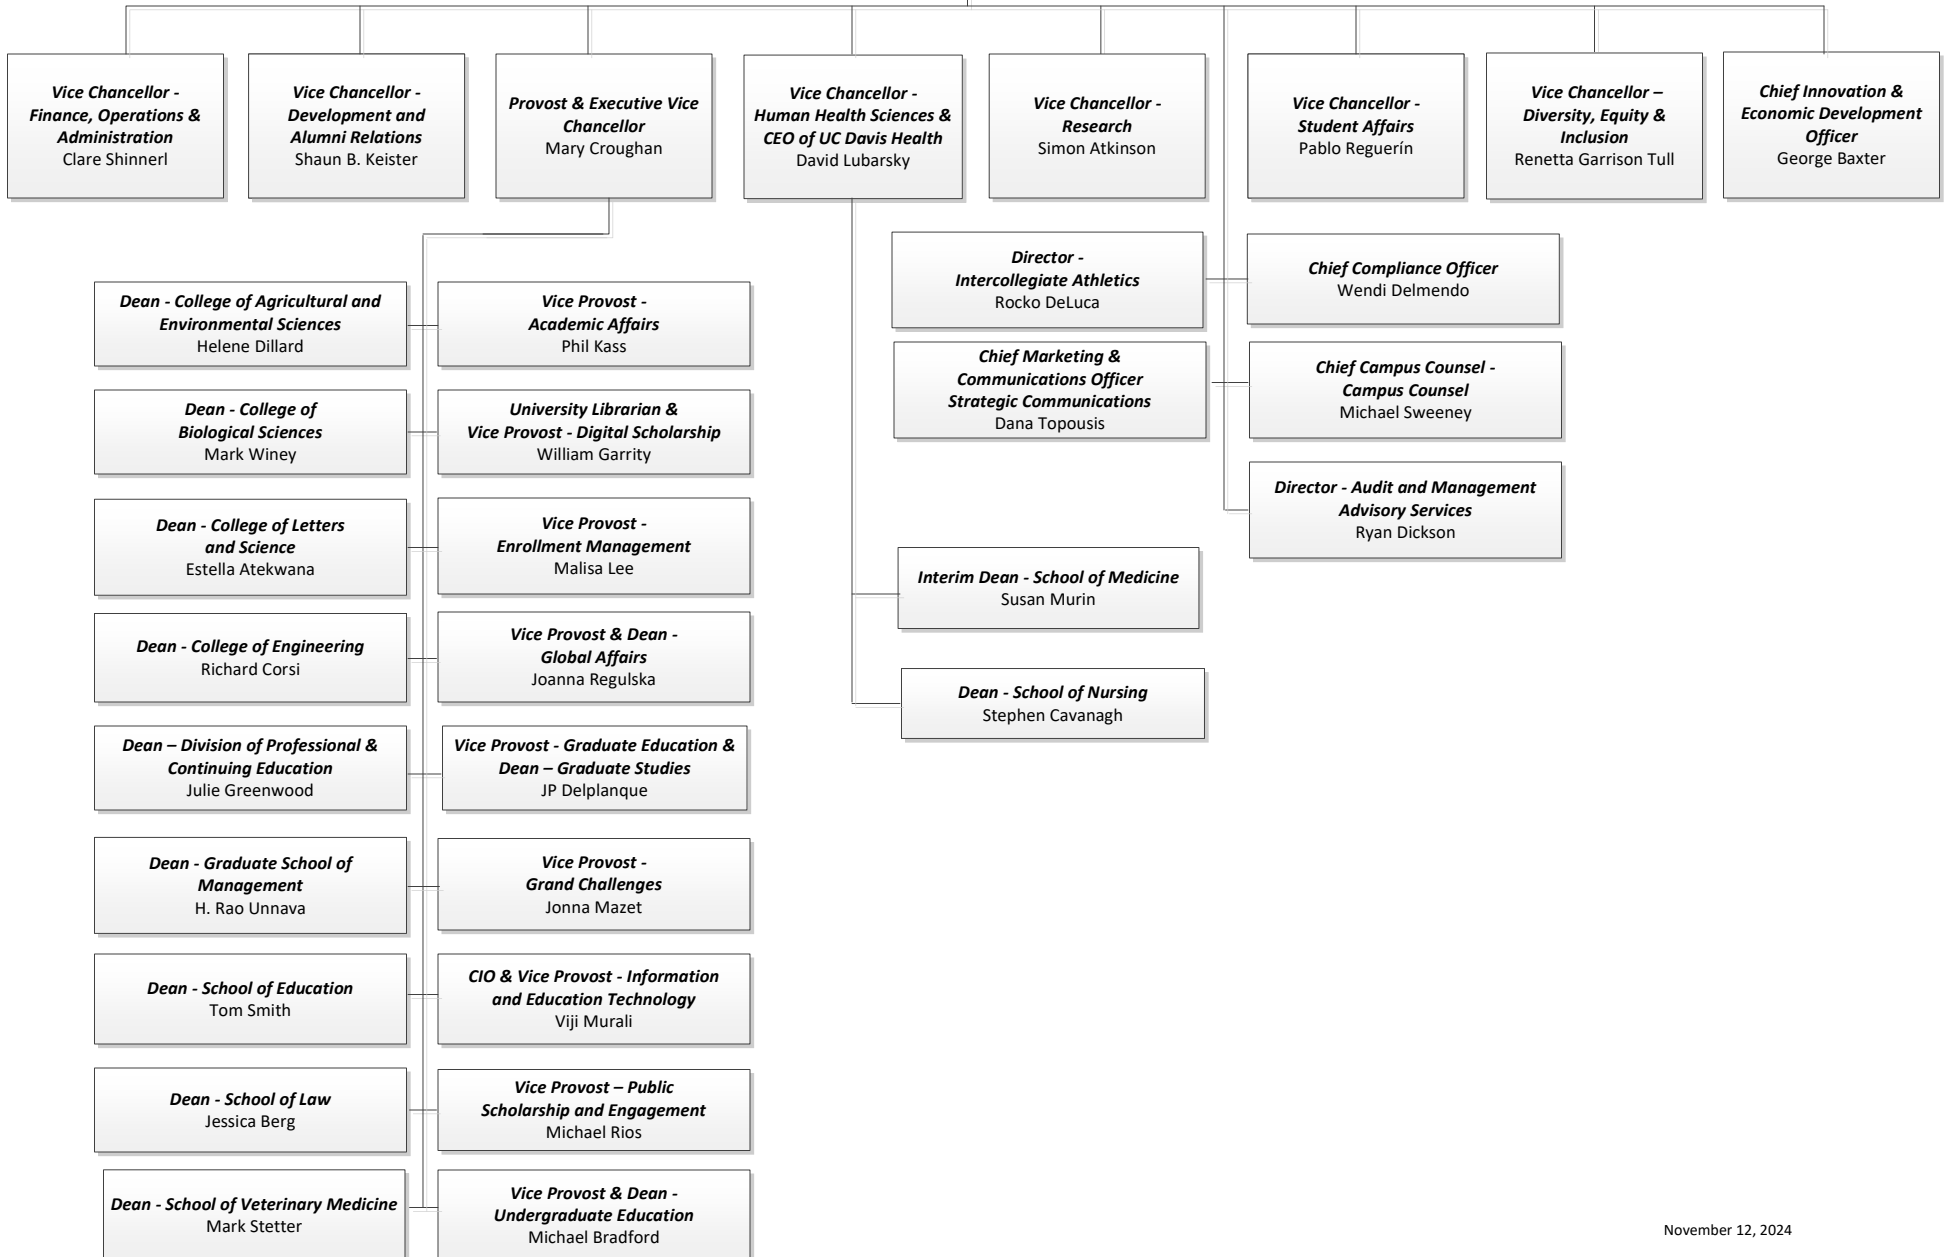 Vice Chancellor -
Finance, Operations &
Administration
Clare Shinnerl
Vice Chancellor -
Development and
Alumni Relations
Shaun B. Keister
Provost & Executive Vice
Chancellor
Mary Croughan
Vice Chancellor -
Human Health Sciences &
CEO of UC Davis Health
David Lubarsky
Vice Chancellor -
Research
Simon Atkinson
Vice Chancellor -
Student Affairs
Pablo Reguerín
Vice Chancellor –
Diversity, Equity &
Inclusion
Renetta Garrison Tull
Chief Innovation &
Economic Development
Officer
George Baxter
Dean - College of Agricultural and
Environmental Sciences
Helene Dillard
Vice Provost -
Academic Affairs
Phil Kass
Dean - College of
Biological Sciences
Mark Winey
University Librarian &
Vice Provost - Digital Scholarship
William Garrity
Dean - College of Letters
and Science
Estella Atekwana
Vice Provost -
Enrollment Management
Malisa Lee
Dean - College of Engineering
Richard Corsi
Vice Provost & Dean -
Global Affairs
Joanna Regulska
Dean – Division of Professional &
Continuing Education
Julie Greenwood
Vice Provost - Graduate Education &
Dean – Graduate Studies
JP Delplanque
Dean - Graduate School of
Management
H. Rao Unnava
Vice Provost -
Grand Challenges
Jonna Mazet
Dean - School of Education
Tom Smith
CIO & Vice Provost - Information
and Education Technology
Viji Murali
Dean - School of Law
Jessica Berg
Vice Provost – Public
Scholarship and Engagement
Michael Rios
Dean - School of Veterinary Medicine
Mark Stetter
Vice Provost & Dean -
Undergraduate Education
Michael Bradford
Director -
Intercollegiate Athletics
Rocko DeLuca
Chief Compliance Officer
Wendi Delmendo
Chief Marketing &
Communications Officer
Strategic Communications
Dana Topousis
Chief Campus Counsel -
Campus Counsel
Michael Sweeney
Director - Audit and Management
Advisory Services
Ryan Dickson
Interim Dean - School of Medicine
Susan Murin
Dean - School of Nursing
Stephen Cavanagh
November 12, 2024